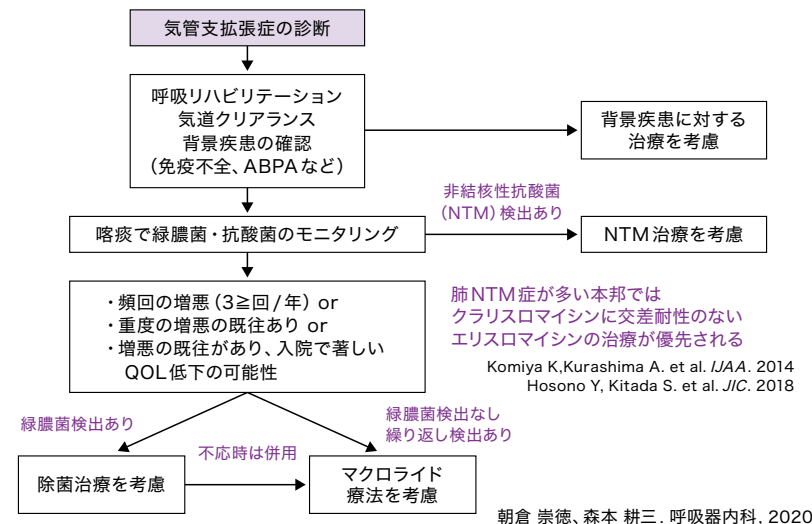 気管支拡張症の診断
呼吸リハビリテーション
気道クリアランス
背景疾患の確認
（免疫不全、ABPAなど）
背景疾患に対する
治療を考慮
非結核性抗酸菌
（NTM）検出あり
喀痰で緑膿菌・抗酸菌のモニタリング
NTM治療を考慮
・頻回の増悪（3≧回/年）or
・重度の増悪の既往あり or
・増悪の既往があり、入院で著しい
QOL低下の可能性
肺NTM症が多い本邦では
クラリスロマイシンに交差耐性のない
エリスロマイシンの治療が優先される
Komiya K,Kurashima A. et al. IJAA. 2014
Hosono Y, Kitada S. et al. JIC. 2018
緑膿菌検出あり
緑膿菌検出なし
繰り返し検出あり
不応時は併用
除菌治療を考慮
マクロライド
療法を考慮
朝倉 崇徳、森本 耕三. 呼吸器内科, 2020